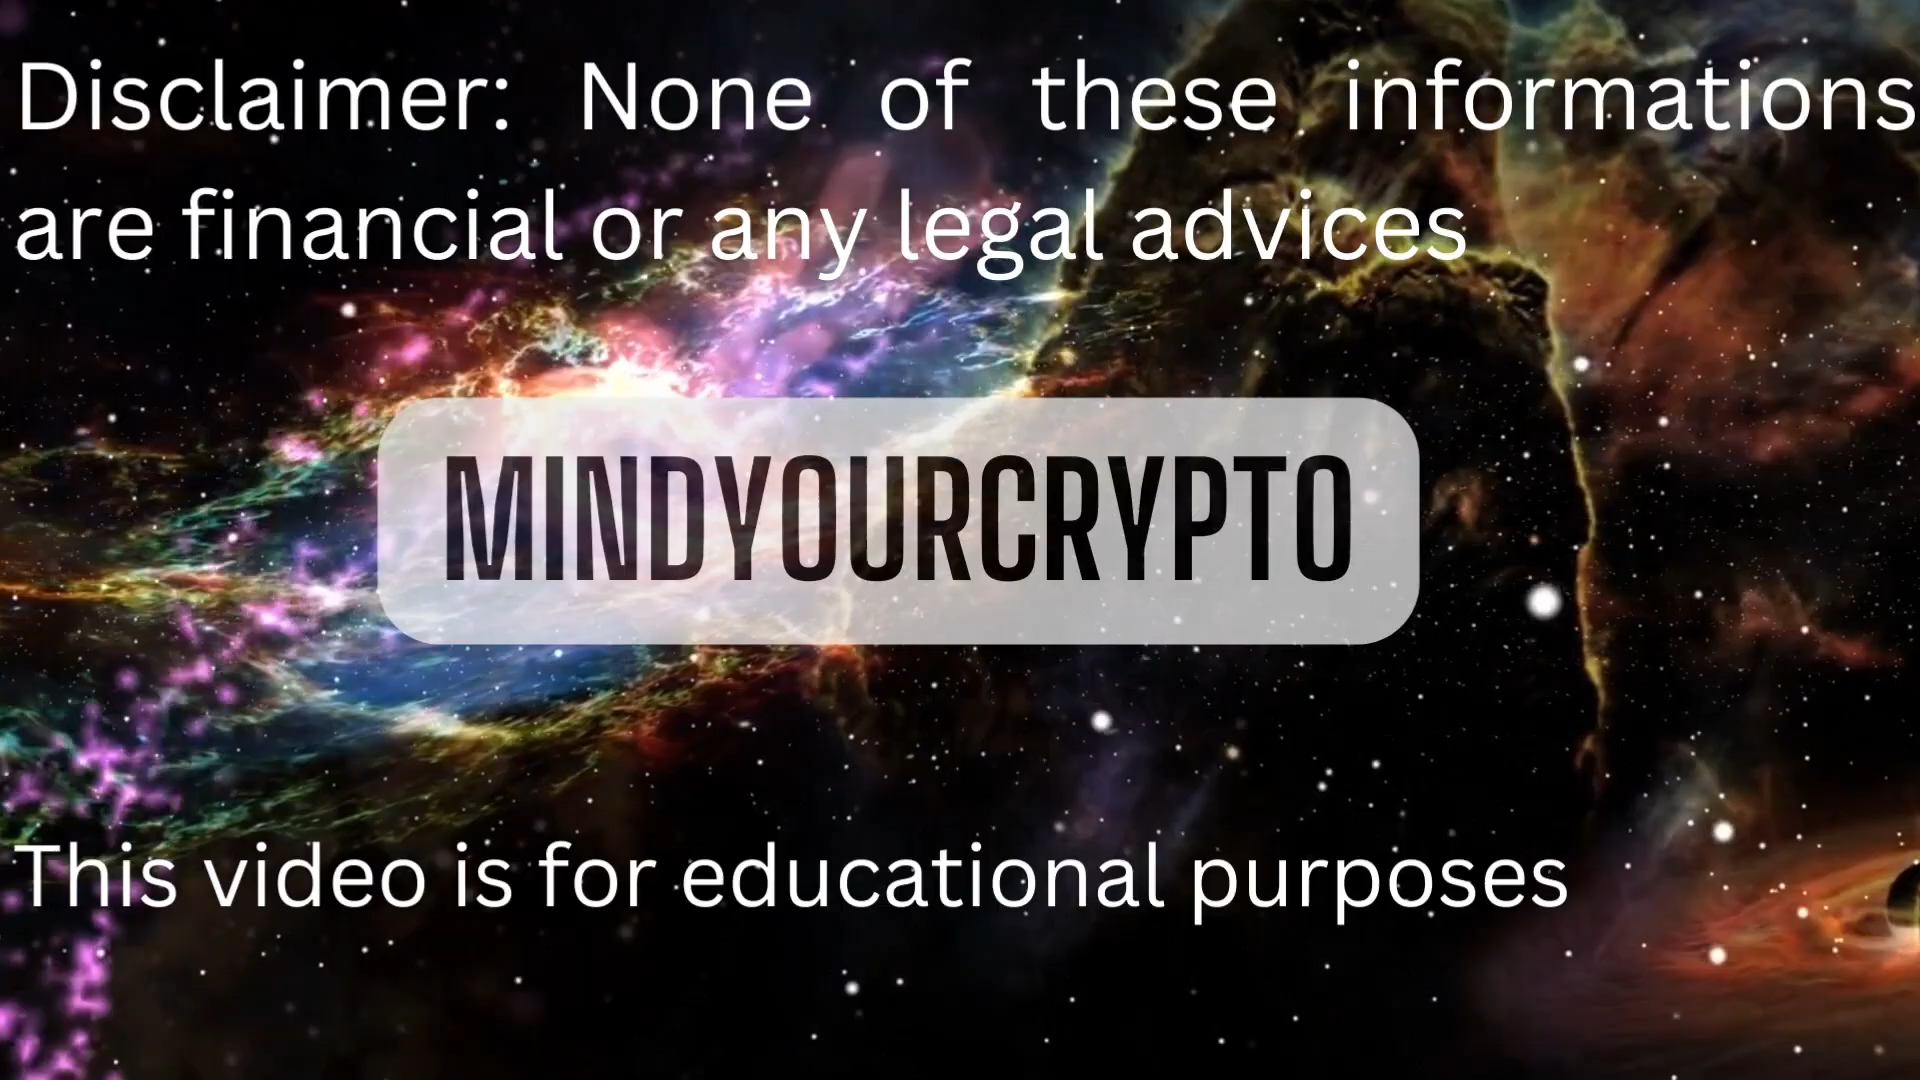 Disclaimer: None of these informations
are financial or any legal advices
MINDYOURCRYPTO
This video is for educational purposes